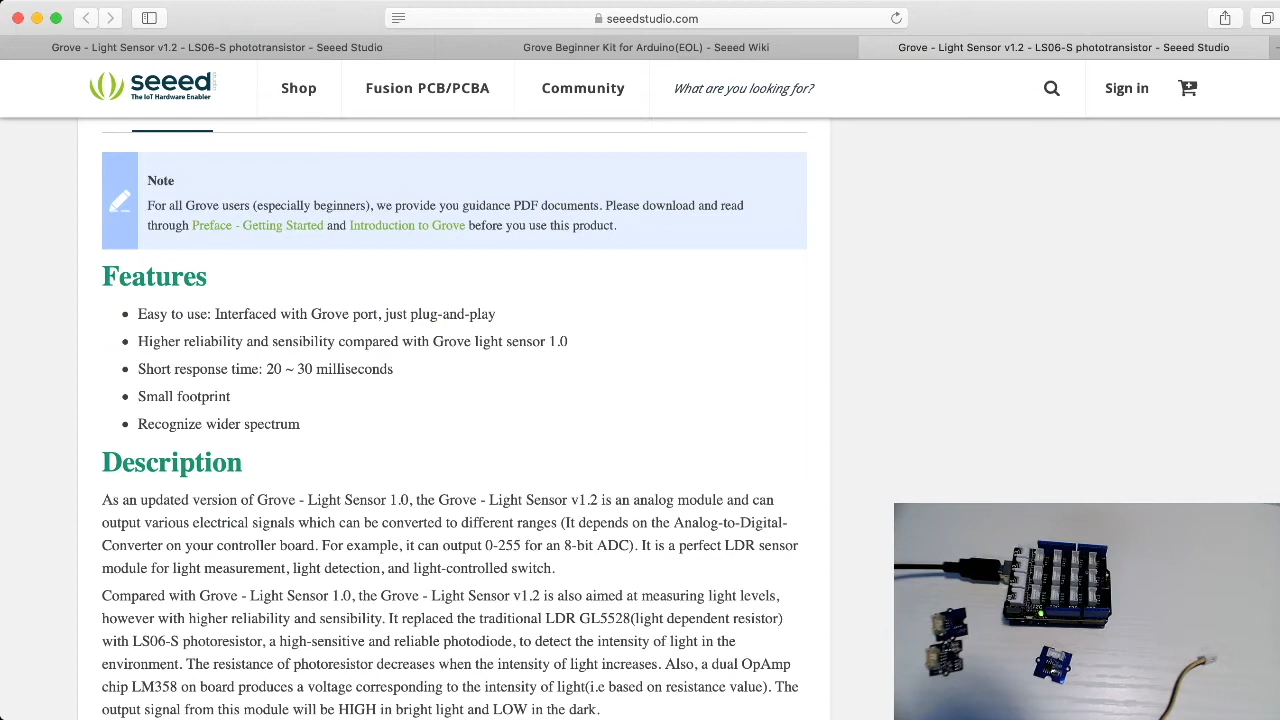 seeedstudio.com
Grove - Light Sensor v1.2 - LS06-S phototransistor - Seeed Studio
Grove Beginner Kit for Arduino(EOL) - Seeed Wiki
Grove - Light Sensor v1.2 - LS06-S phototransistor - Seeed Studio
seeed
The IoT Hardware Enabler
Shop
Fusion PCB/PCBA
Community
What are you looking for?
Sign in
Note
For all Grove users (especially beginners), we provide you guidance PDF documents. Please download and read
through Preface - Getting Started and Introduction to Grove before you use this product.
Features
• Easy to use: Interfaced with Grove port, just plug-and-play
• Higher reliability and sensibility compared with Grove light sensor 1.0
• Short response time: 20 ~ 30 milliseconds
• Small footprint
• Recognize wider spectrum
Description
As an updated version of Grove - Light Sensor 1.0, the Grove - Light Sensor v1.2 is an analog module and can
output various electrical signals which can be converted to different ranges (It depends on the Analog-to-Digital-
Converter on your controller board. For example, it can output 0-255 for an 8-bit ADC). It is a perfect LDR sensor
module for light measurement, light detection, and light-controlled switch.
Compared with Grove - Light Sensor 1.0, the Grove - Light Sensor v1.2 is also aimed at measuring light levels,
however with higher reliability and sensibility. It replaced the traditional LDR GL5528(light dependent resistor)
with LS06-S photoresistor, a high-sensitive and reliable photodiode, to detect the intensity of light in the
environment. The resistance of photoresistor decreases when the intensity of light increases. Also, a dual OpAmp
chip LM358 on board produces a voltage corresponding to the intensity of light(i.e based on resistance value). The
output signal from this module will be HIGH in bright light and LOW in the dark.